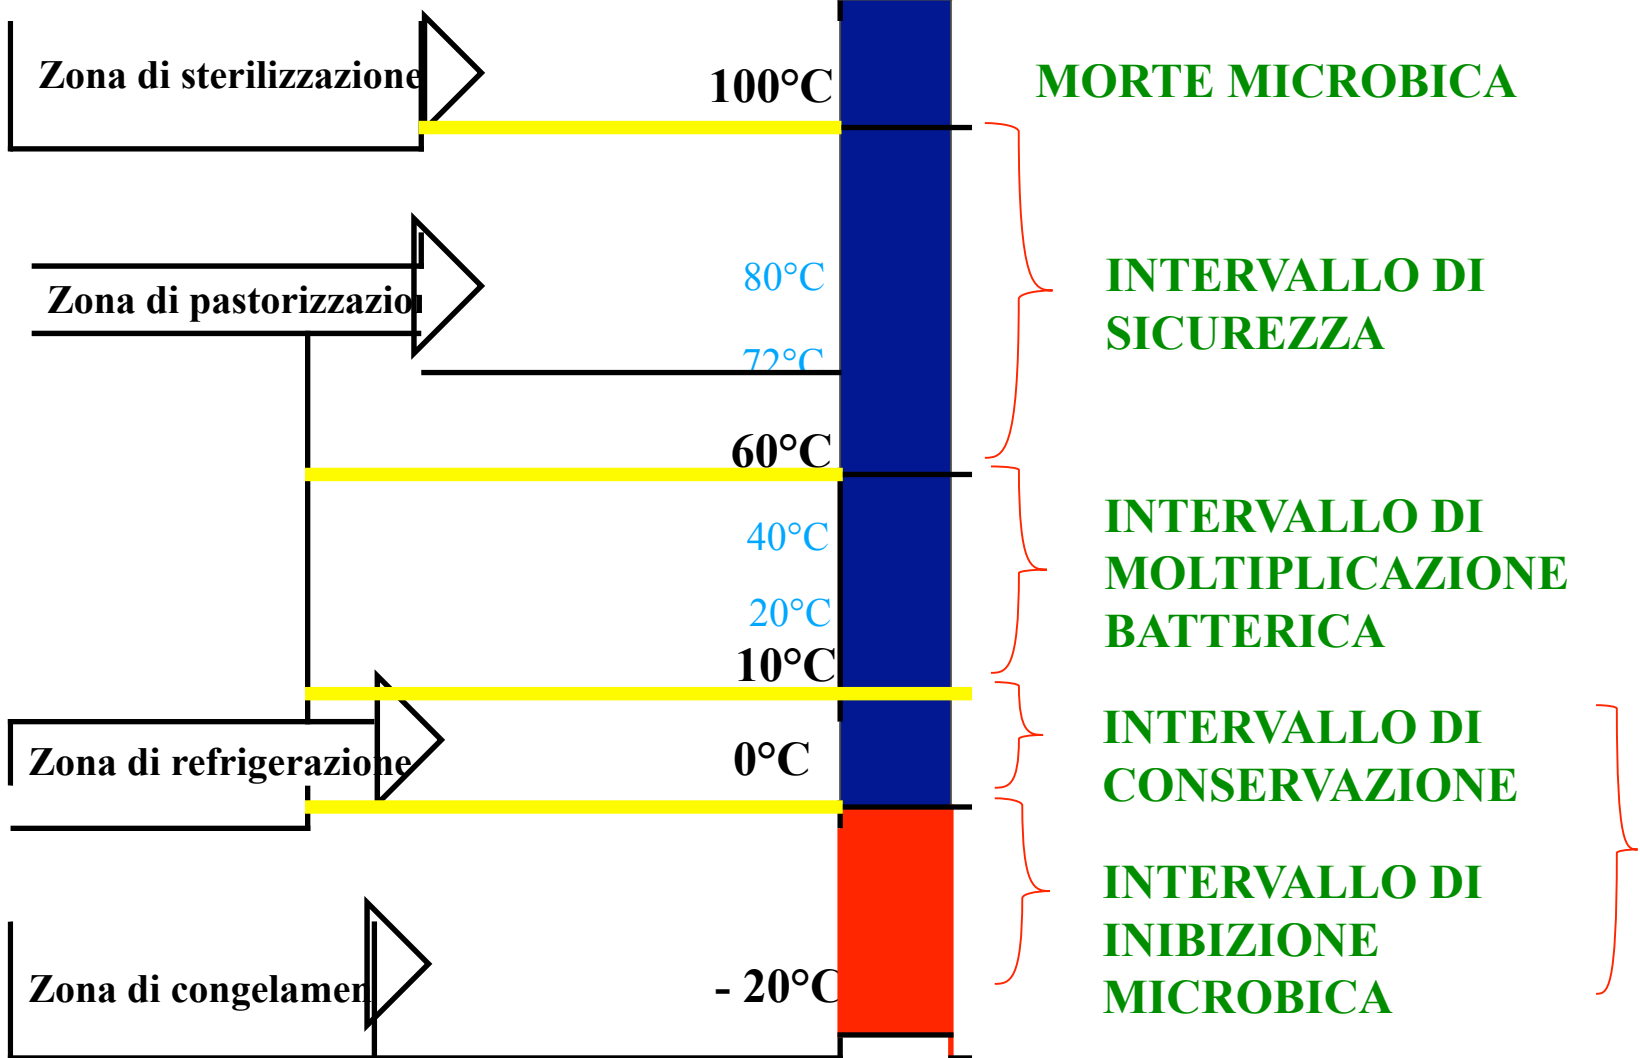 Zona di sterilizzazione
100°C
MORTE MICROBICA
80°C
INTERVALLO DI
SICUREZZA
Zona di pastorizzazio
72°C
60°C
40°C
INTERVALLO DI
MOLTIPLICAZIONE
BATTERICA
20°C
10°C
Zona di refrigerazione
0°C
INTERVALLO DI
CONSERVAZIONE
Zona di congelamen
- 20°C
INTERVALLO DI
INIBIZIONE
MICROBICA